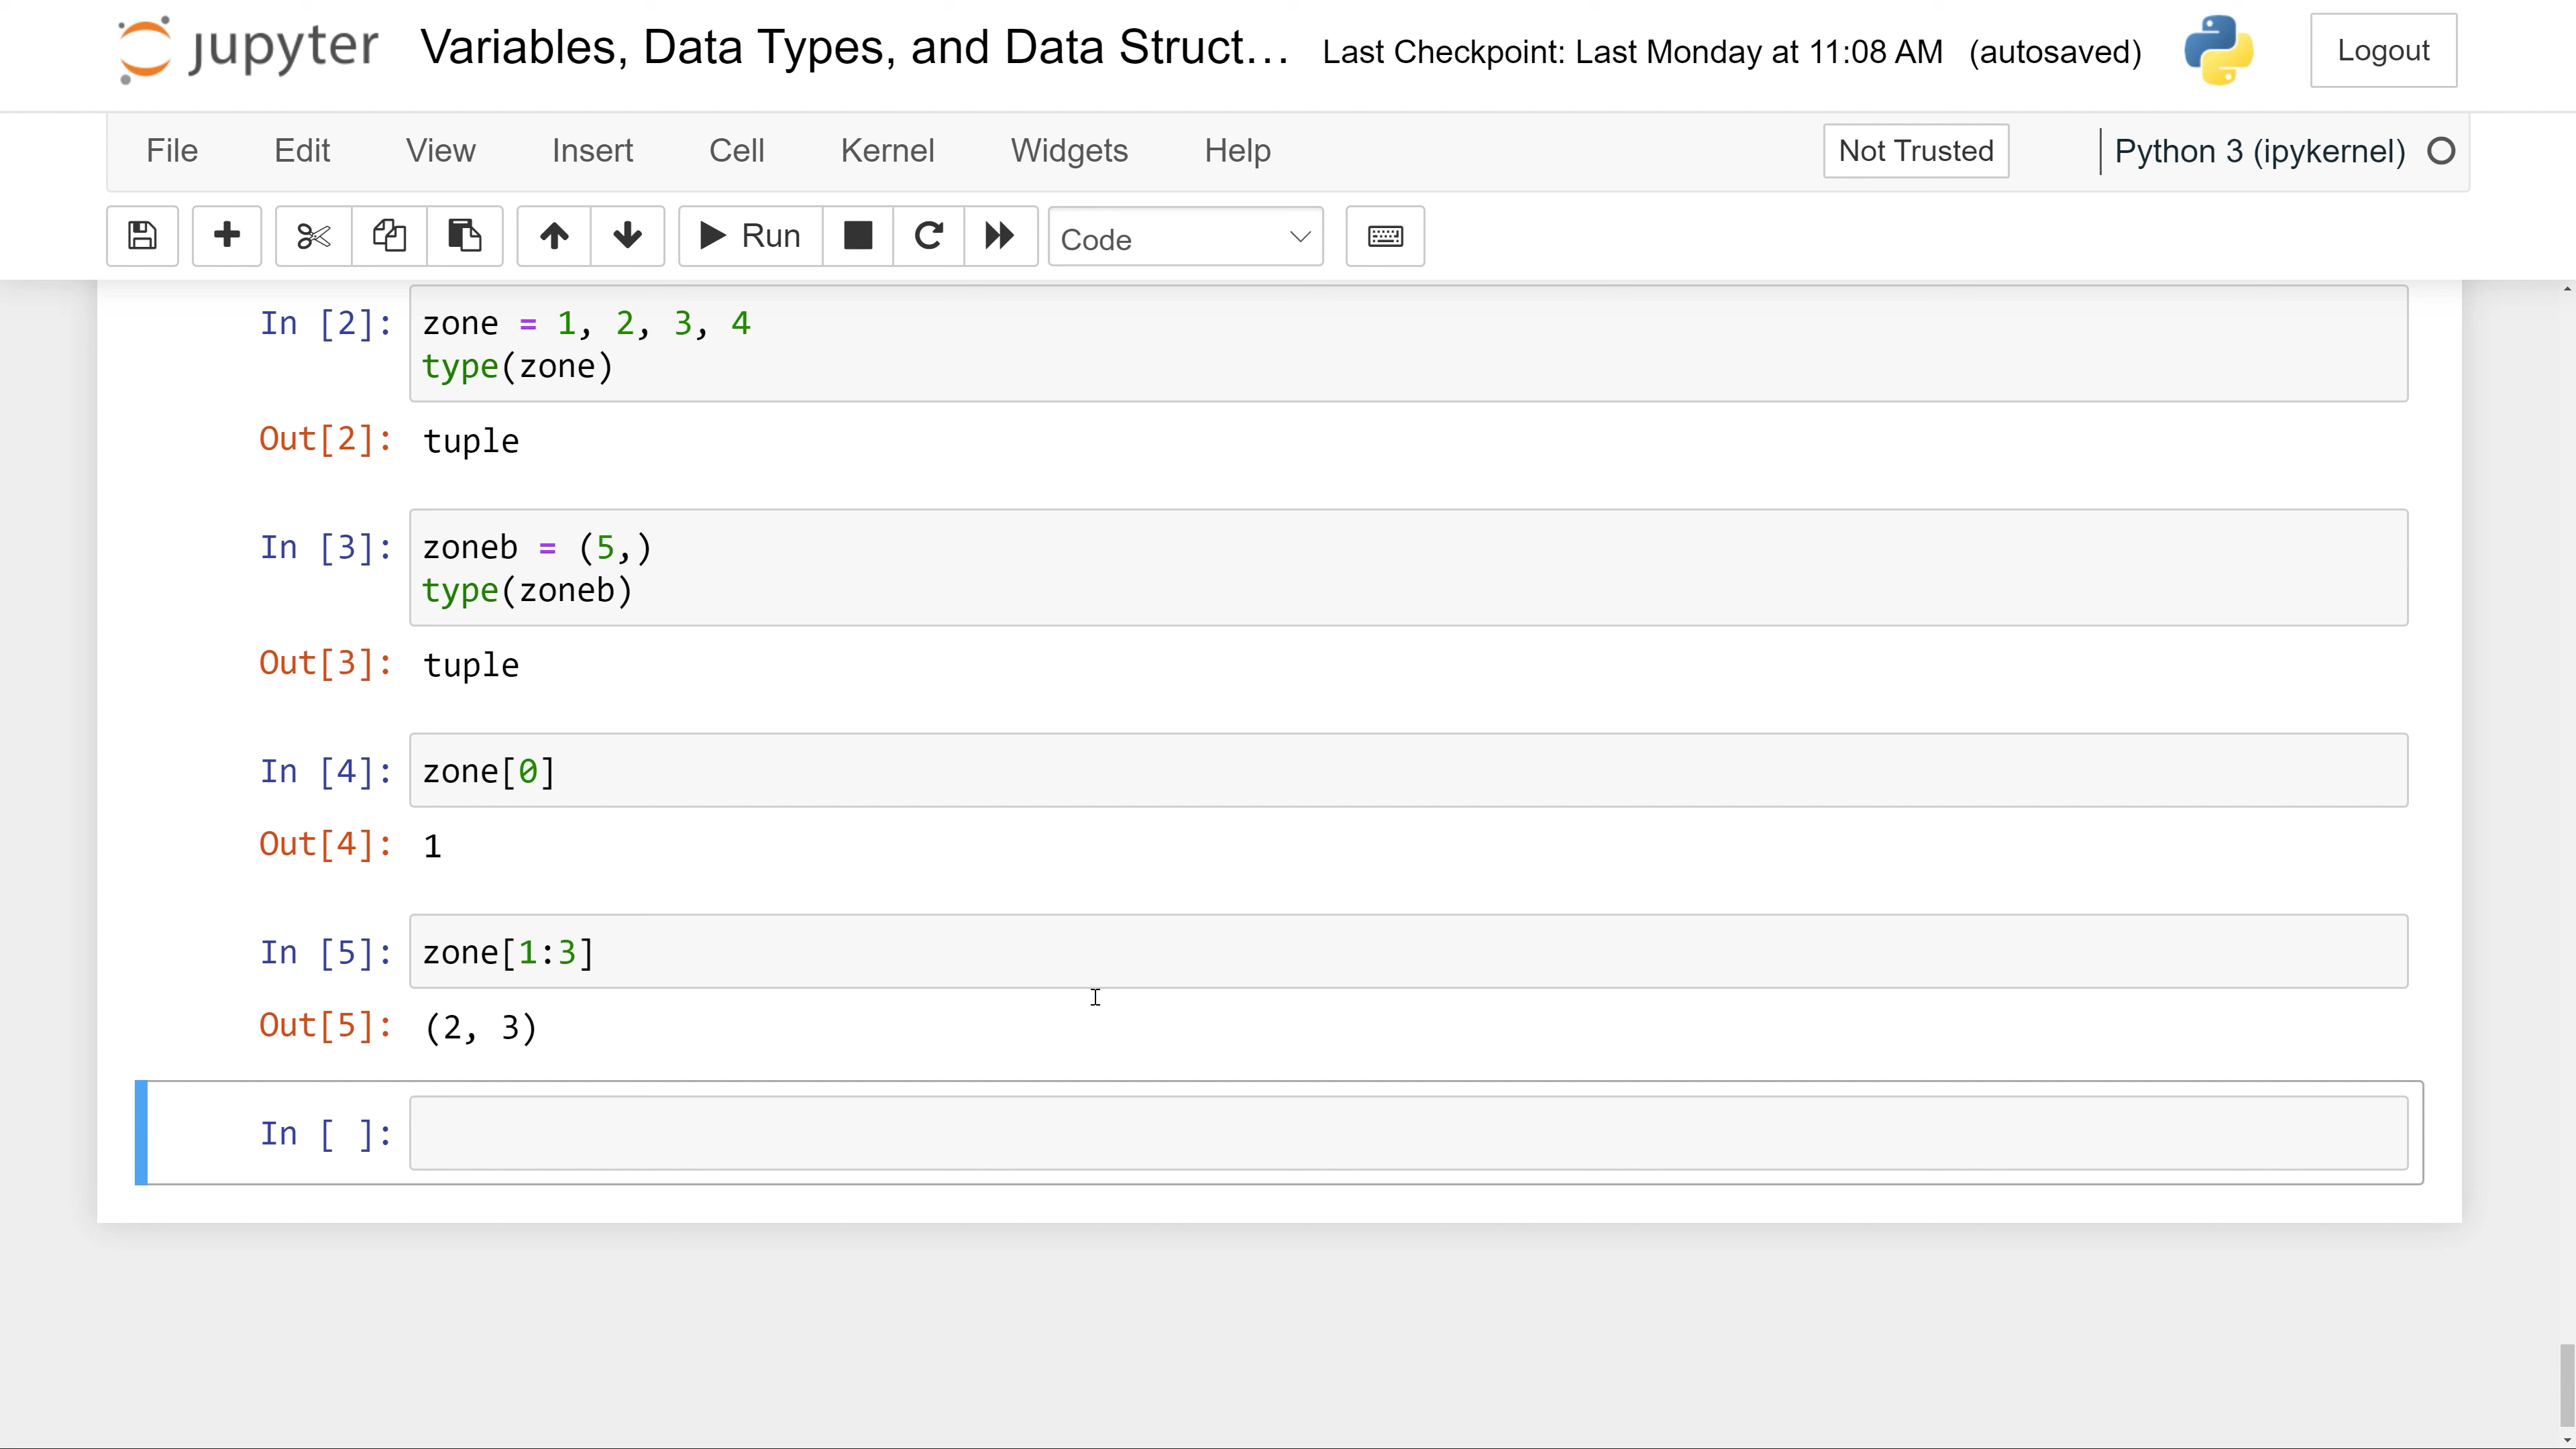 jupyter Variables, Data Types, and Data Struct... Last Checkpoint: Last Monday at 11:08 AM (autosaved) Logout
File Edit View Insert Cell Kernel Widgets Help Not Trusted Python 3 (ipykernel)
Run Code
In [2]: zone = 1, 2, 3, 4
type(zone)
Out[2]: tuple
In [3]: zoneb = (5,)
type(zoneb)
Out[3]: tuple
In [4]: zone[0]
Out[4]: 1
In [5]: zone[1:3]
Out[5]: (2, 3)
In [ ]: